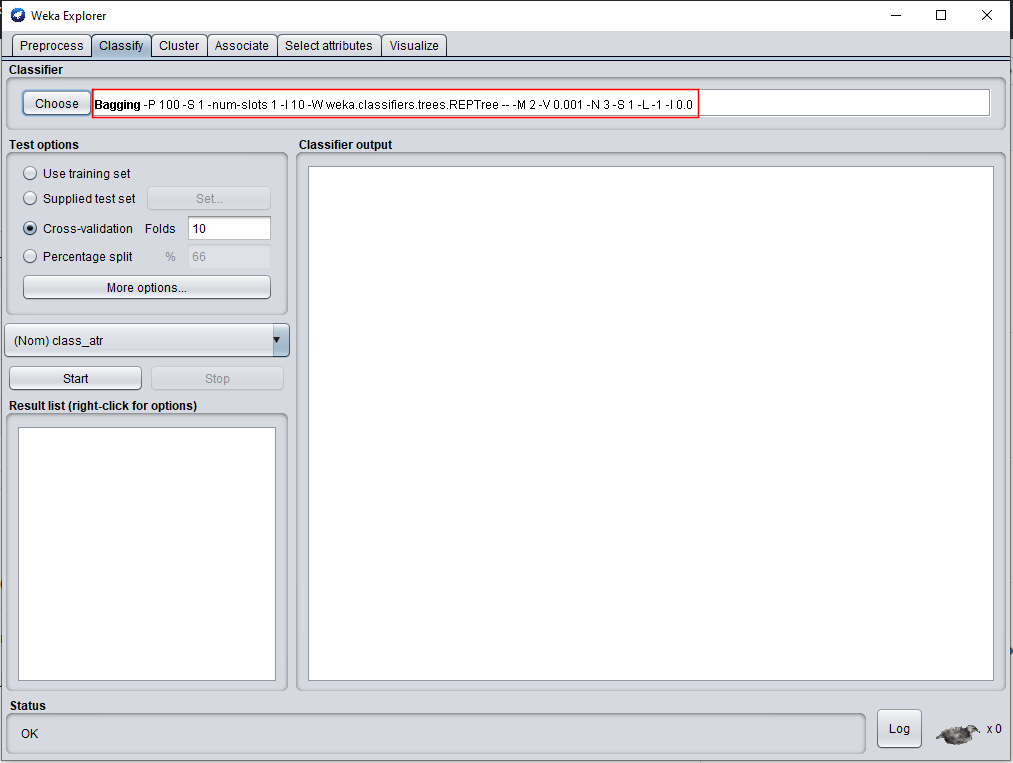 Weka Explorer
Preprocess Classify Cluster Associate Select attributes Visualize
Classifier
Choose Bagging -P 100 -S 1 -num-slots 1 -I 10 -W weka.classifiers.trees.REPTree -- -M 2 -V 0.001 -N 3 -S 1 -L -1 -I 0.0
Test options
Use training set
Supplied test set Set...
Cross-validation Folds 10
Percentage split % 66
More options...
(Nom) class_atr
Start Stop
Result list (right-click for options)
Classifier output
Status
OK
Log x 0